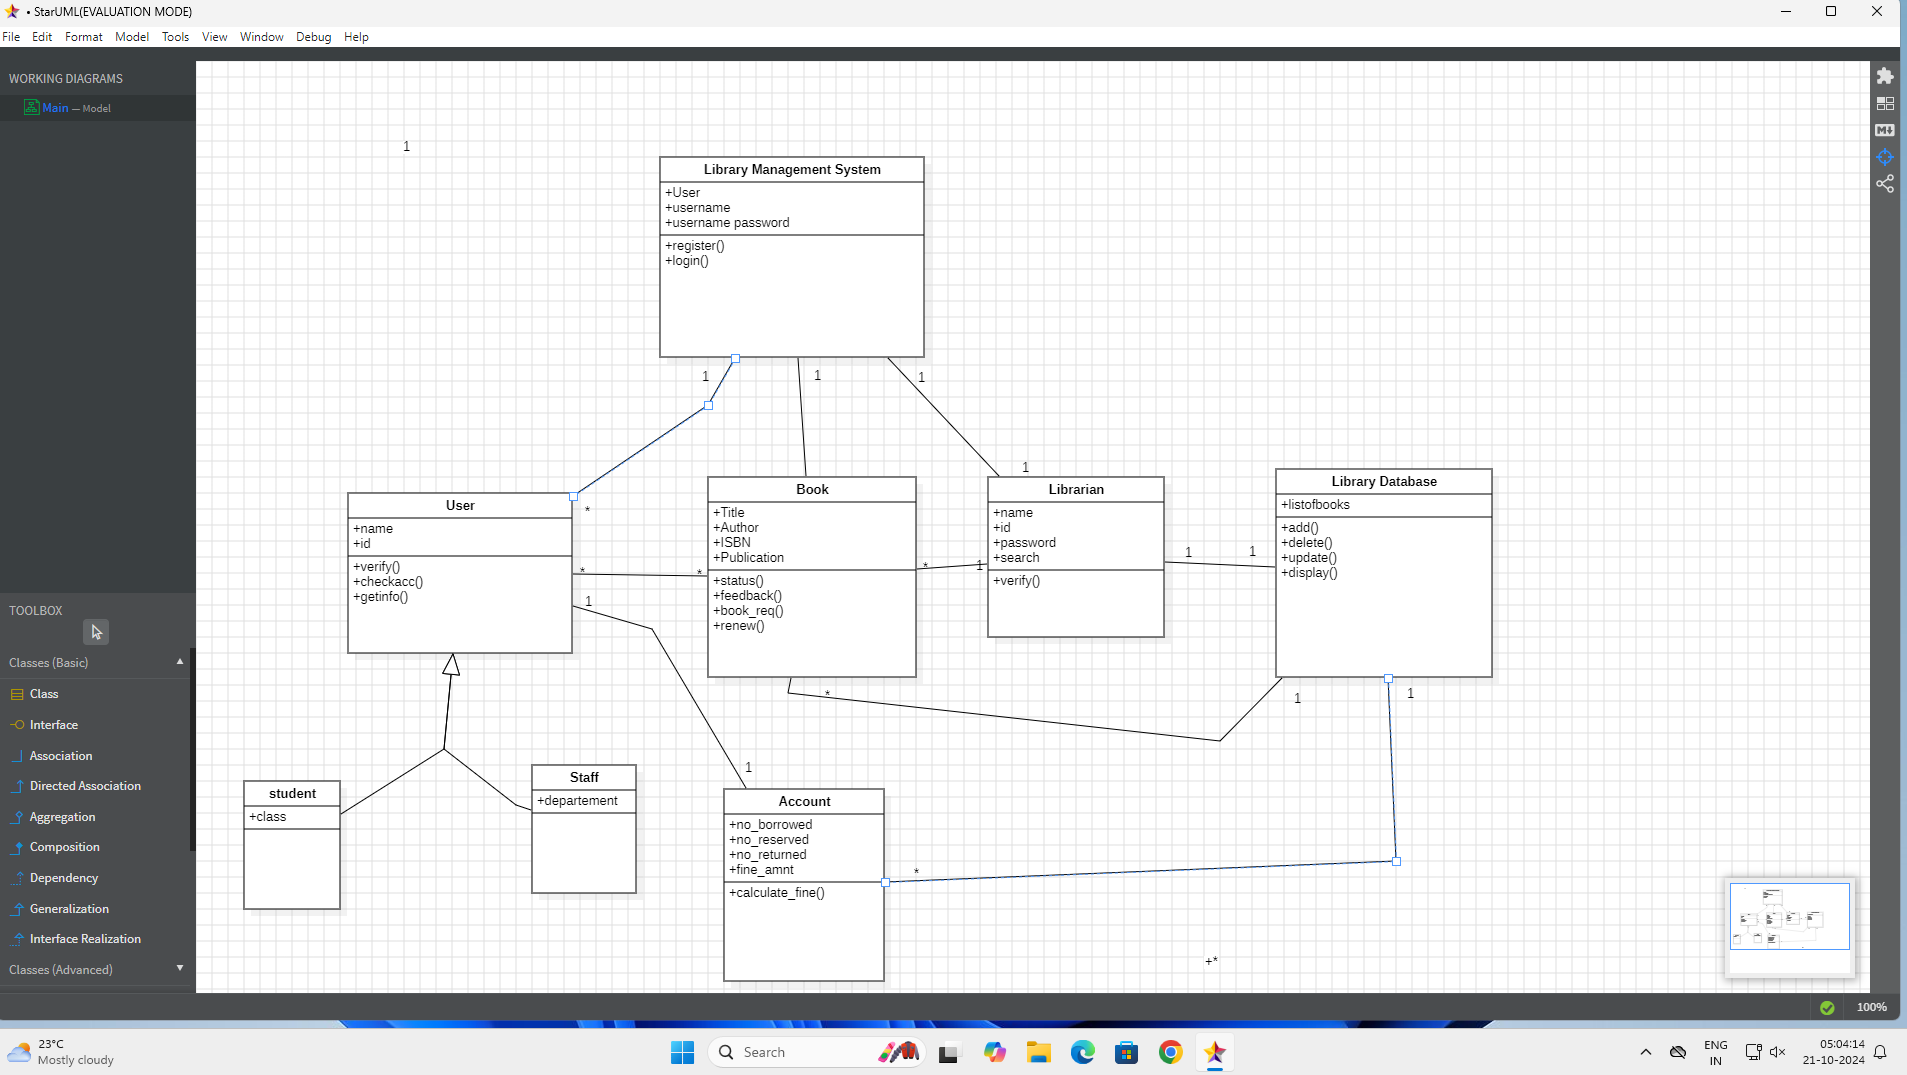 • StarUML(EVALUATION MODE)
File Edit Format Model Tools View Window Debug Help
WORKING DIAGRAMS
Main — Model
TOOLBOX
Classes (Basic)
Class
Interface
Association
Directed Association
Aggregation
Composition
Dependency
Generalization
Interface Realization
Classes (Advanced)
1
Library Management System
+User
+username
+username password
+register()
+login()
1
1
1
1
User
+name
+id
+verify()
+checkacc()
+getinfo()
*
*
*
1
Book
+Title
+Author
+ISBN
+Publication
+status()
+feedback()
+book_req()
+renew()
*
1
*
Librarian
+name
+id
+password
+search
+verify()
1
1
Library Database
+listofbooks
+add()
+delete()
+update()
+display()
1
1
student
+class
Staff
+departement
1
Account
+no_borrowed
+no_reserved
+no_returned
+fine_amnt
+calculate_fine()
*
+*
M
100%
23°C
Mostly cloudy
Search
ENG
IN
05:04:14
21-10-2024